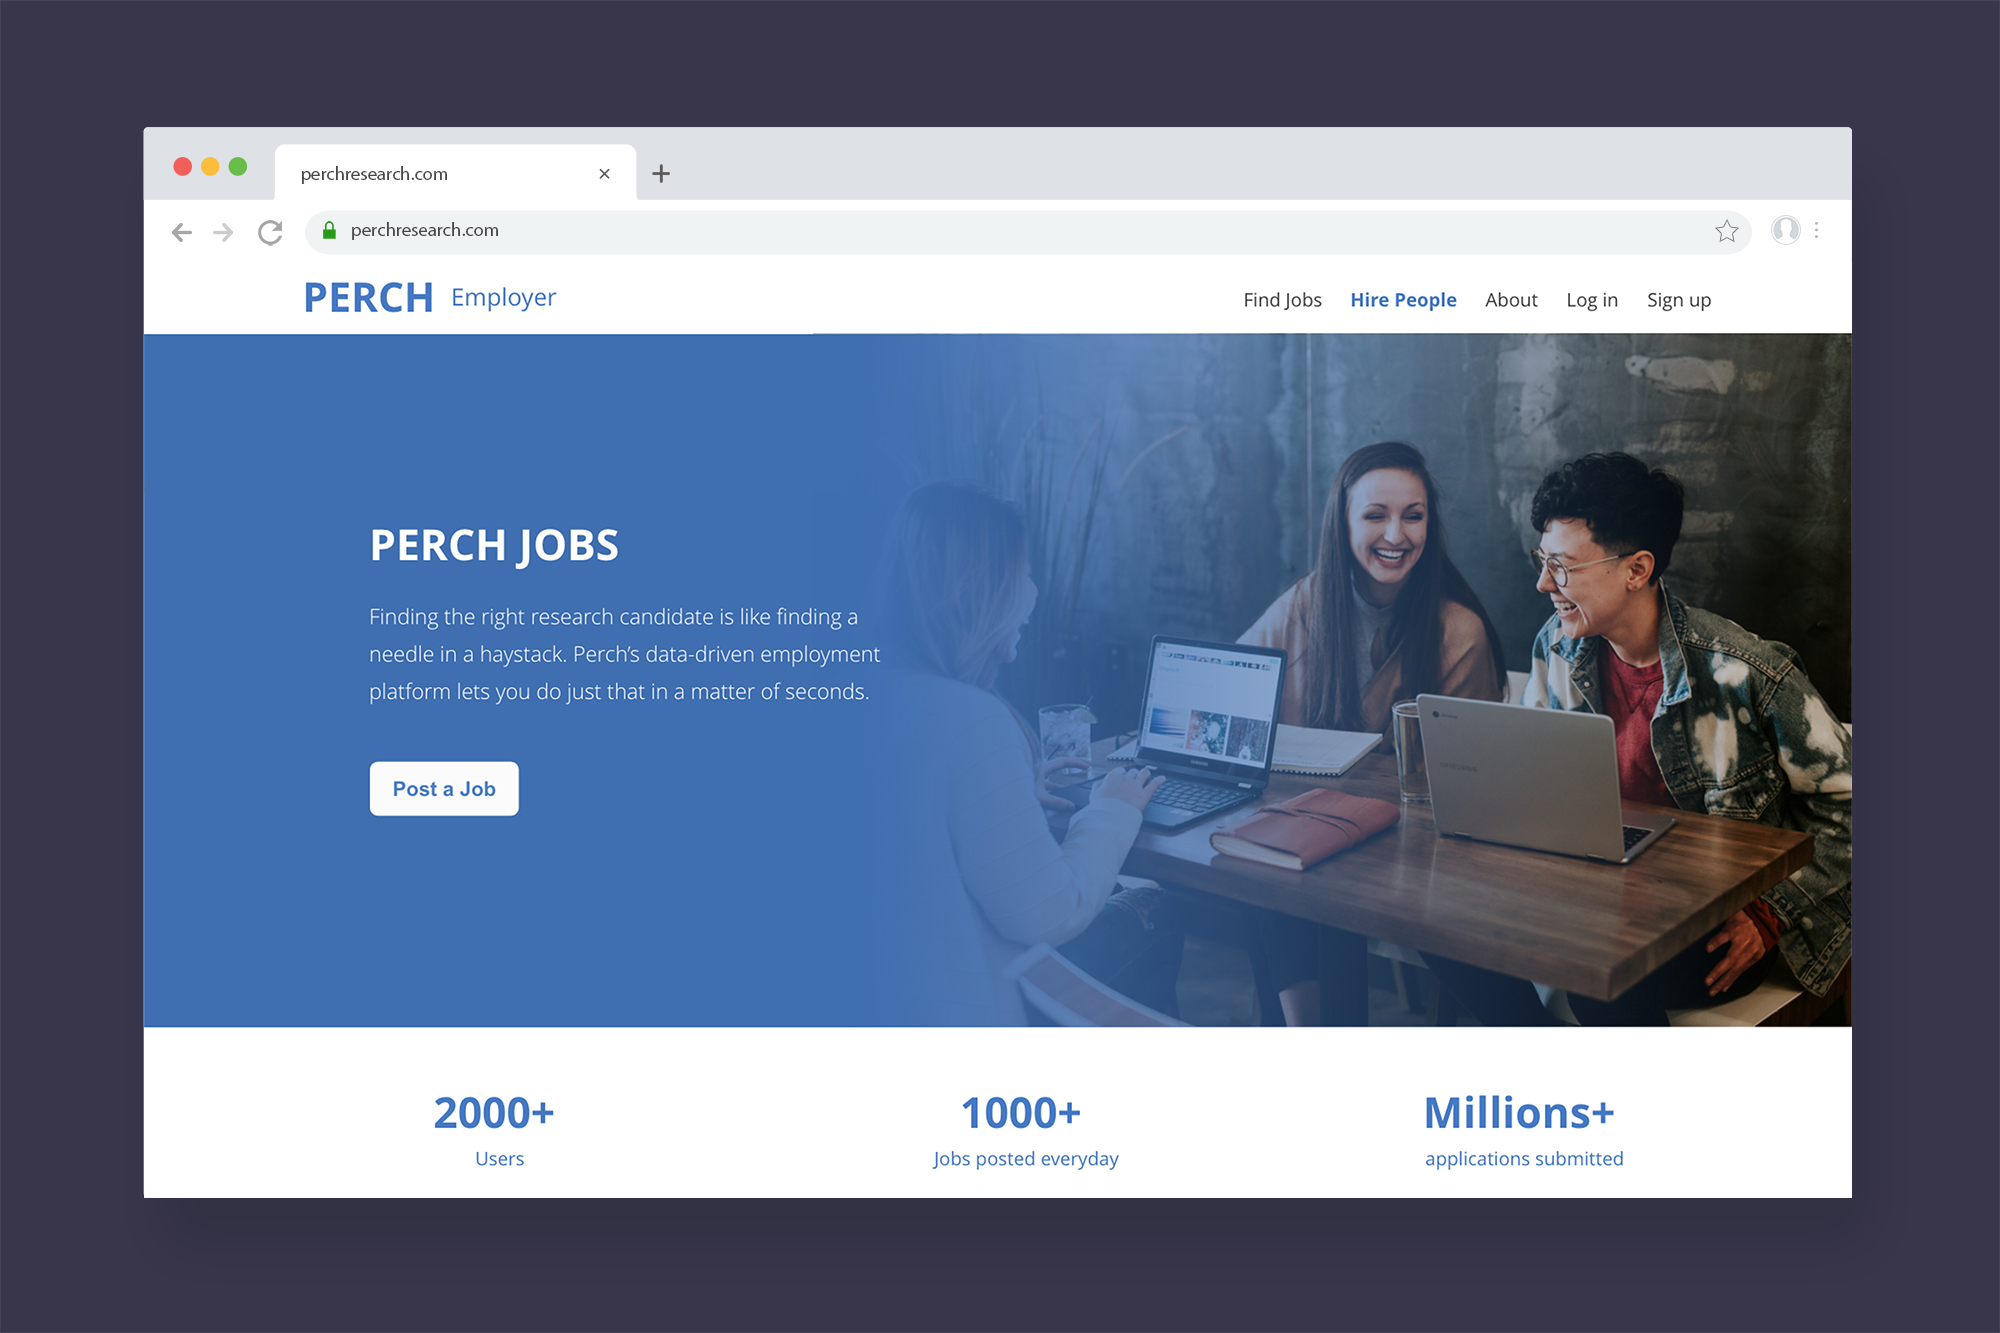 perchresearch.com
perchresearch.com
PERCH Employer
Find Jobs Hire People About Log in Sign up
PERCH JOBS
Finding the right research candidate is like finding a
needle in a haystack. Perch’s data-driven employment
platform lets you do just that in a matter of seconds.
Post a Job
2000+
Users
1000+
Jobs posted everyday
Millions+
applications submitted